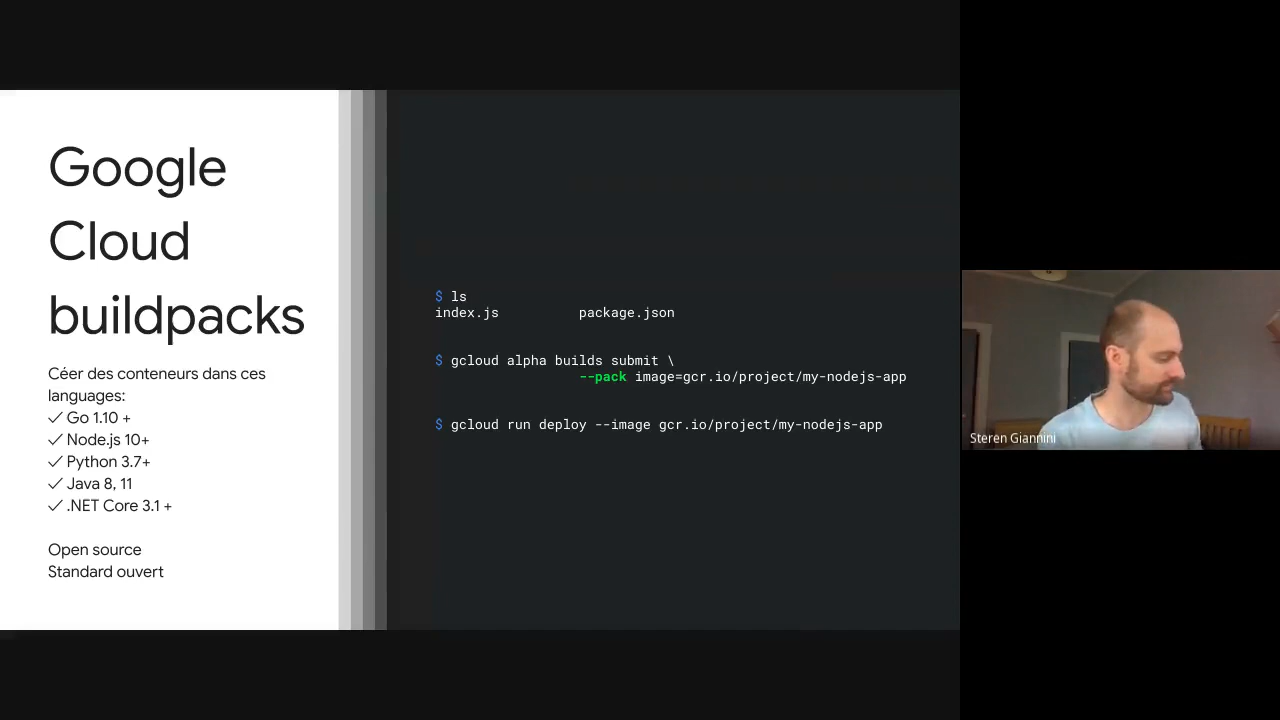 Google
Cloud
buildpacks
Céer des conteneurs dans ces
languages:
✓ Go 1.10 +
✓ Node.js 10+
✓ Python 3.7+
✓ Java 8, 11
✓ .NET Core 3.1 +
Open source
Standard ouvert
$ ls
index.js package.json
$ gcloud alpha builds submit \
--pack image=gcr.io/project/my-nodejs-app
$ gcloud run deploy --image gcr.io/project/my-nodejs-app
Steren Giannini